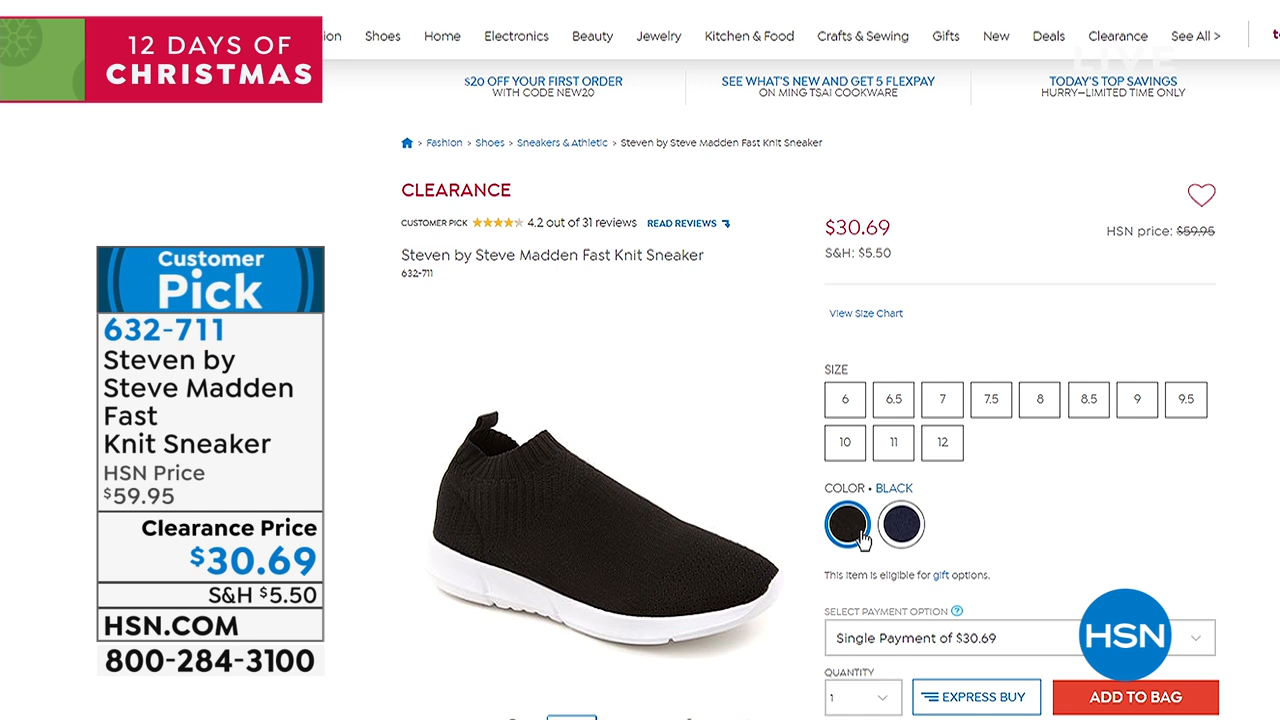 12 DAYS OF
CHRISTMAS
Shoes Home Electronics Beauty Jewelry Kitchen & Food Crafts & Sewing Gifts New Deals Clearance See All >
LIVE
$20 OFF YOUR FIRST ORDER
WITH CODE NEW20
SEE WHAT'S NEW AND GET 5 FLEXPAY
ON MING TSAI COOKWARE
TODAY'S TOP SAVINGS
HURRY—LIMITED TIME ONLY
> Fashion > Shoes > Sneakers & Athletic > Steven by Steve Madden Fast Knit Sneaker
CLEARANCE
CUSTOMER PICK 4.2 out of 31 reviews READ REVIEWS
Steven by Steve Madden Fast Knit Sneaker
632-711
$30.69
HSN price: $59.95
S&H: $5.50
View Size Chart
SIZE
6 6.5 7 7.5 8 8.5 9 9.5
10 11 12
COLOR • BLACK
This item is eligible for gift options.
SELECT PAYMENT OPTION ?
Single Payment of $30.69
QUANTITY
1
EXPRESS BUY
ADD TO BAG
HSN
Customer
Pick
632-711
Steven by
Steve Madden
Fast
Knit Sneaker
HSN Price
$59.95
Clearance Price
$30.69
S&H $5.50
HSN.COM
800-284-3100